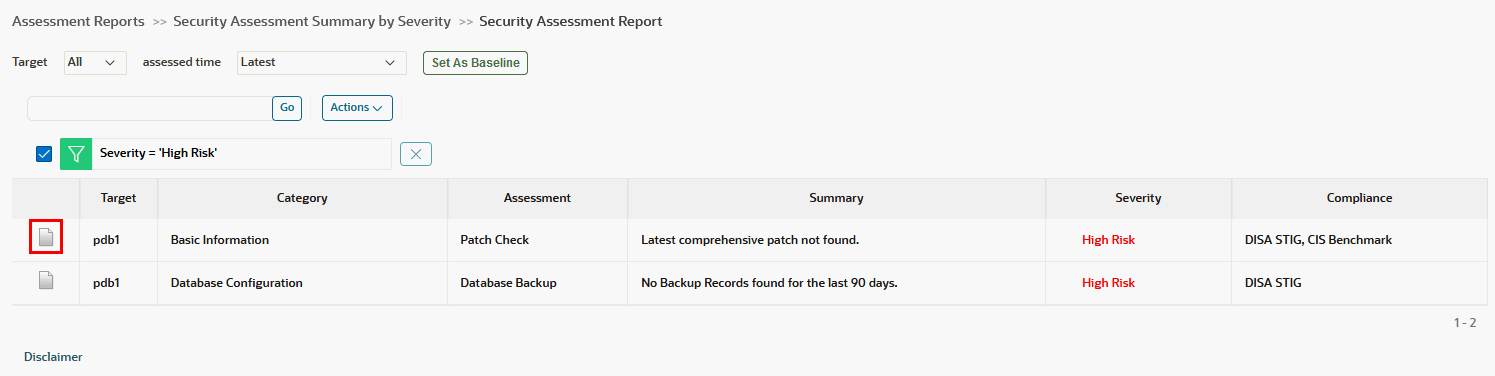 Assessment Reports >> Security Assessment Summary by Severity >> Security Assessment Report
Target All assessed time Latest Set As Baseline
Go Actions
Severity = 'High Risk'
Target Category Assessment Summary Severity Compliance
pdb1 Basic Information Patch Check Latest comprehensive patch not found. High Risk DISA STIG, CIS Benchmark
pdb1 Database Configuration Database Backup No Backup Records found for the last 90 days. High Risk DISA STIG
1 - 2
Disclaimer